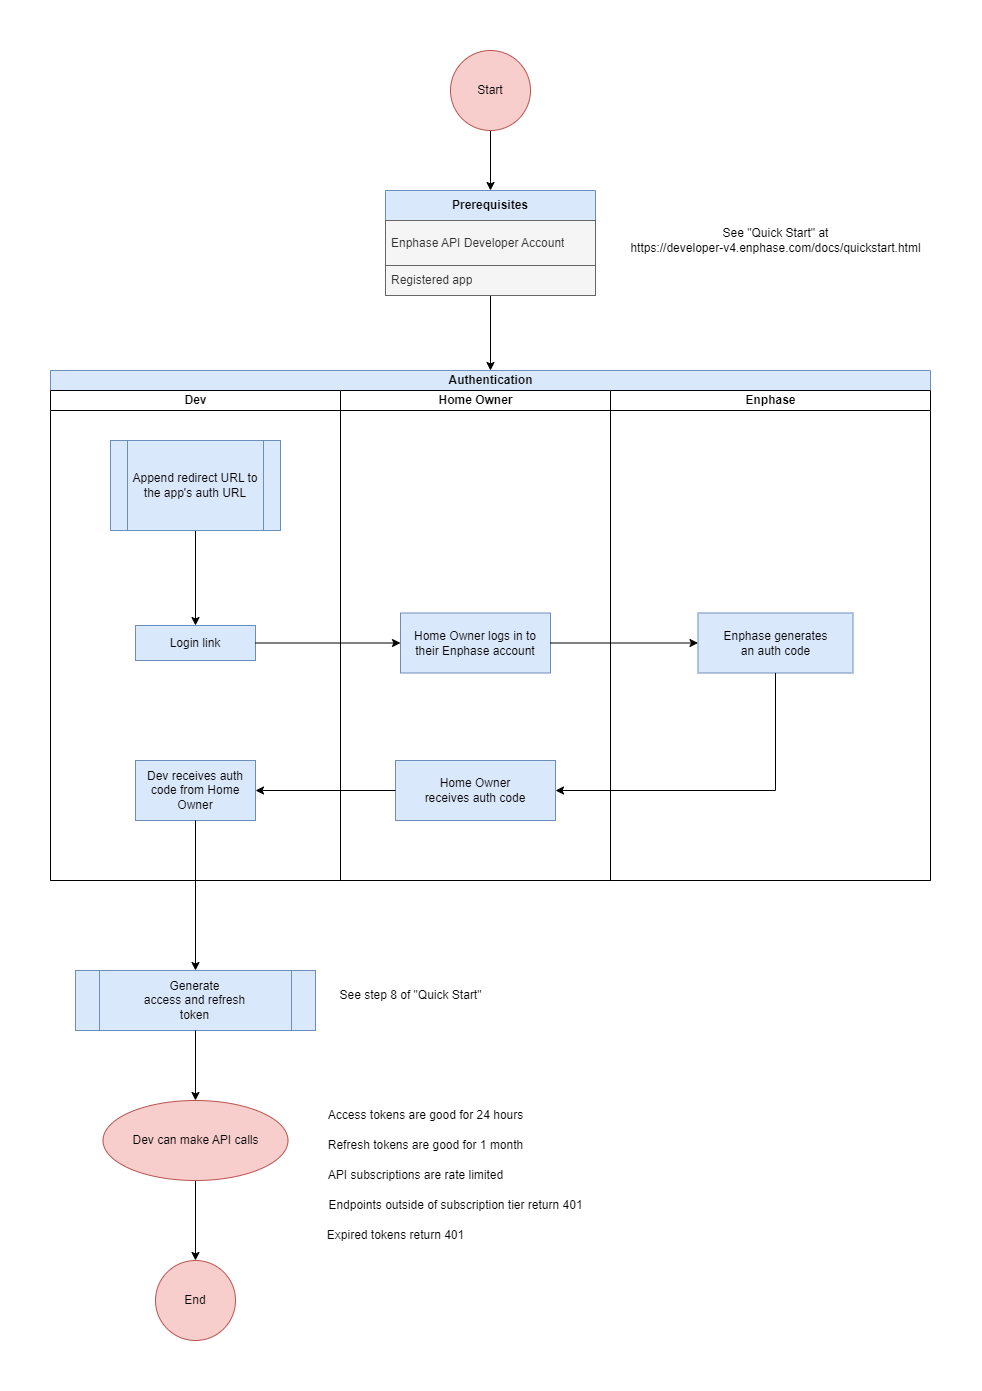 Start
Prerequisites
Enphase API Developer Account
Registered app
See "Quick Start" at
https://developer-v4.enphase.com/docs/quickstart.html
Authentication
Dev
Home Owner
Enphase
Append redirect URL to
the app's auth URL
Login link
Home Owner logs in to
their Enphase account
Enphase generates
an auth code
Dev receives auth
code from Home
Owner
Home Owner
receives auth code
Generate
access and refresh
token
See step 8 of "Quick Start"
Dev can make API calls
Access tokens are good for 24 hours
Refresh tokens are good for 1 month
API subscriptions are rate limited
Endpoints outside of subscription tier return 401
Expired tokens return 401
End